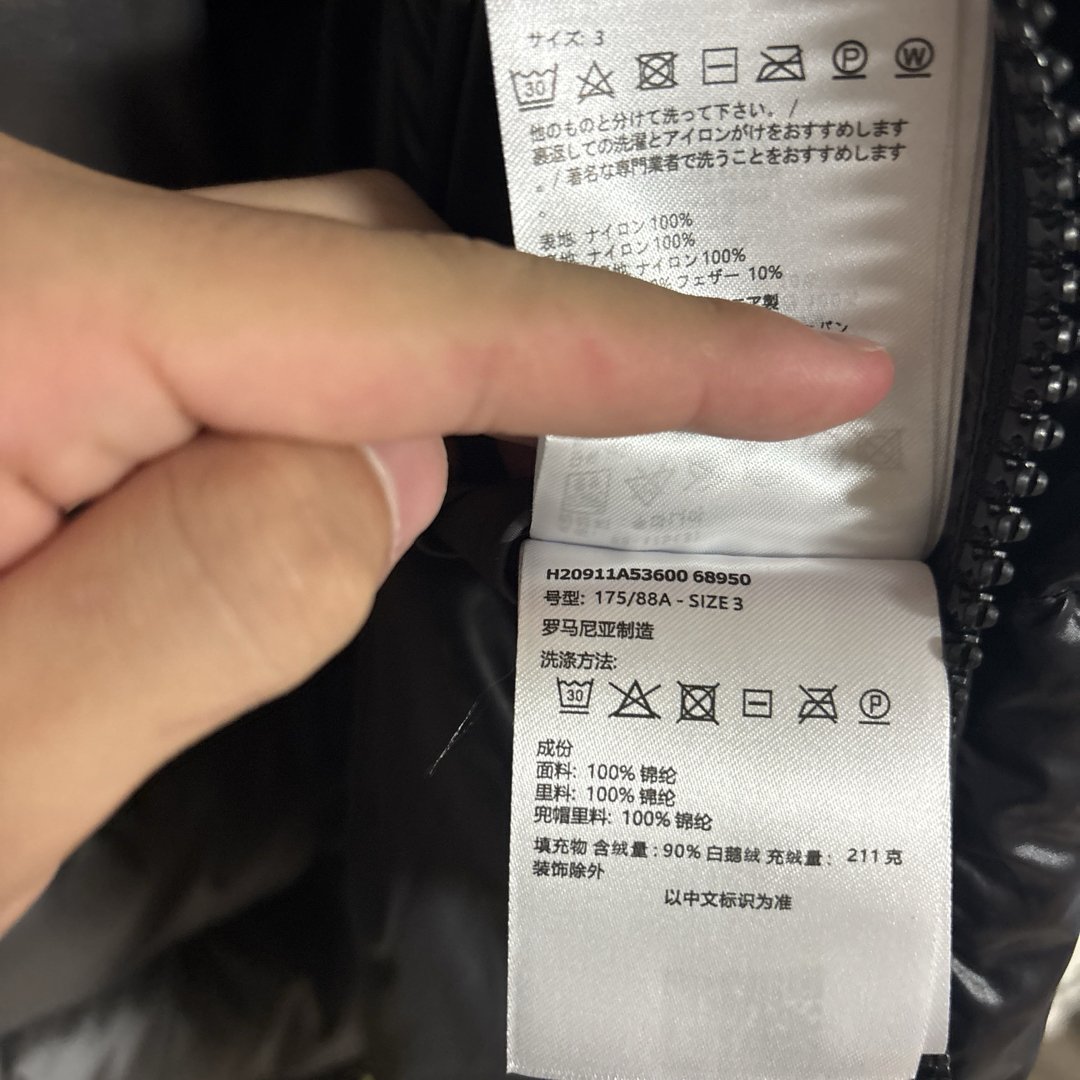 サイズ: 3
30 P W
他のものと分けて洗って下さい。/
裏返しての洗濯とアイロンがけをおすすめします
。/ 著名な専門業者で洗うことをおすすめします
。
表地: ナイロン 100%
ナイロン 100%
ナイロン 100%
フェザー 10%
ア製
パン
H20911A53600 68950
号型: 175/88A - SIZE 3
罗马尼亚制造
洗涤方法:
30 P
成份
面料: 100% 锦纶
里料: 100% 锦纶
兜帽里料: 100% 锦纶
填充物 含绒量: 90% 白鹅绒 充绒量: 211 克
装饰除外
以中文标识为准